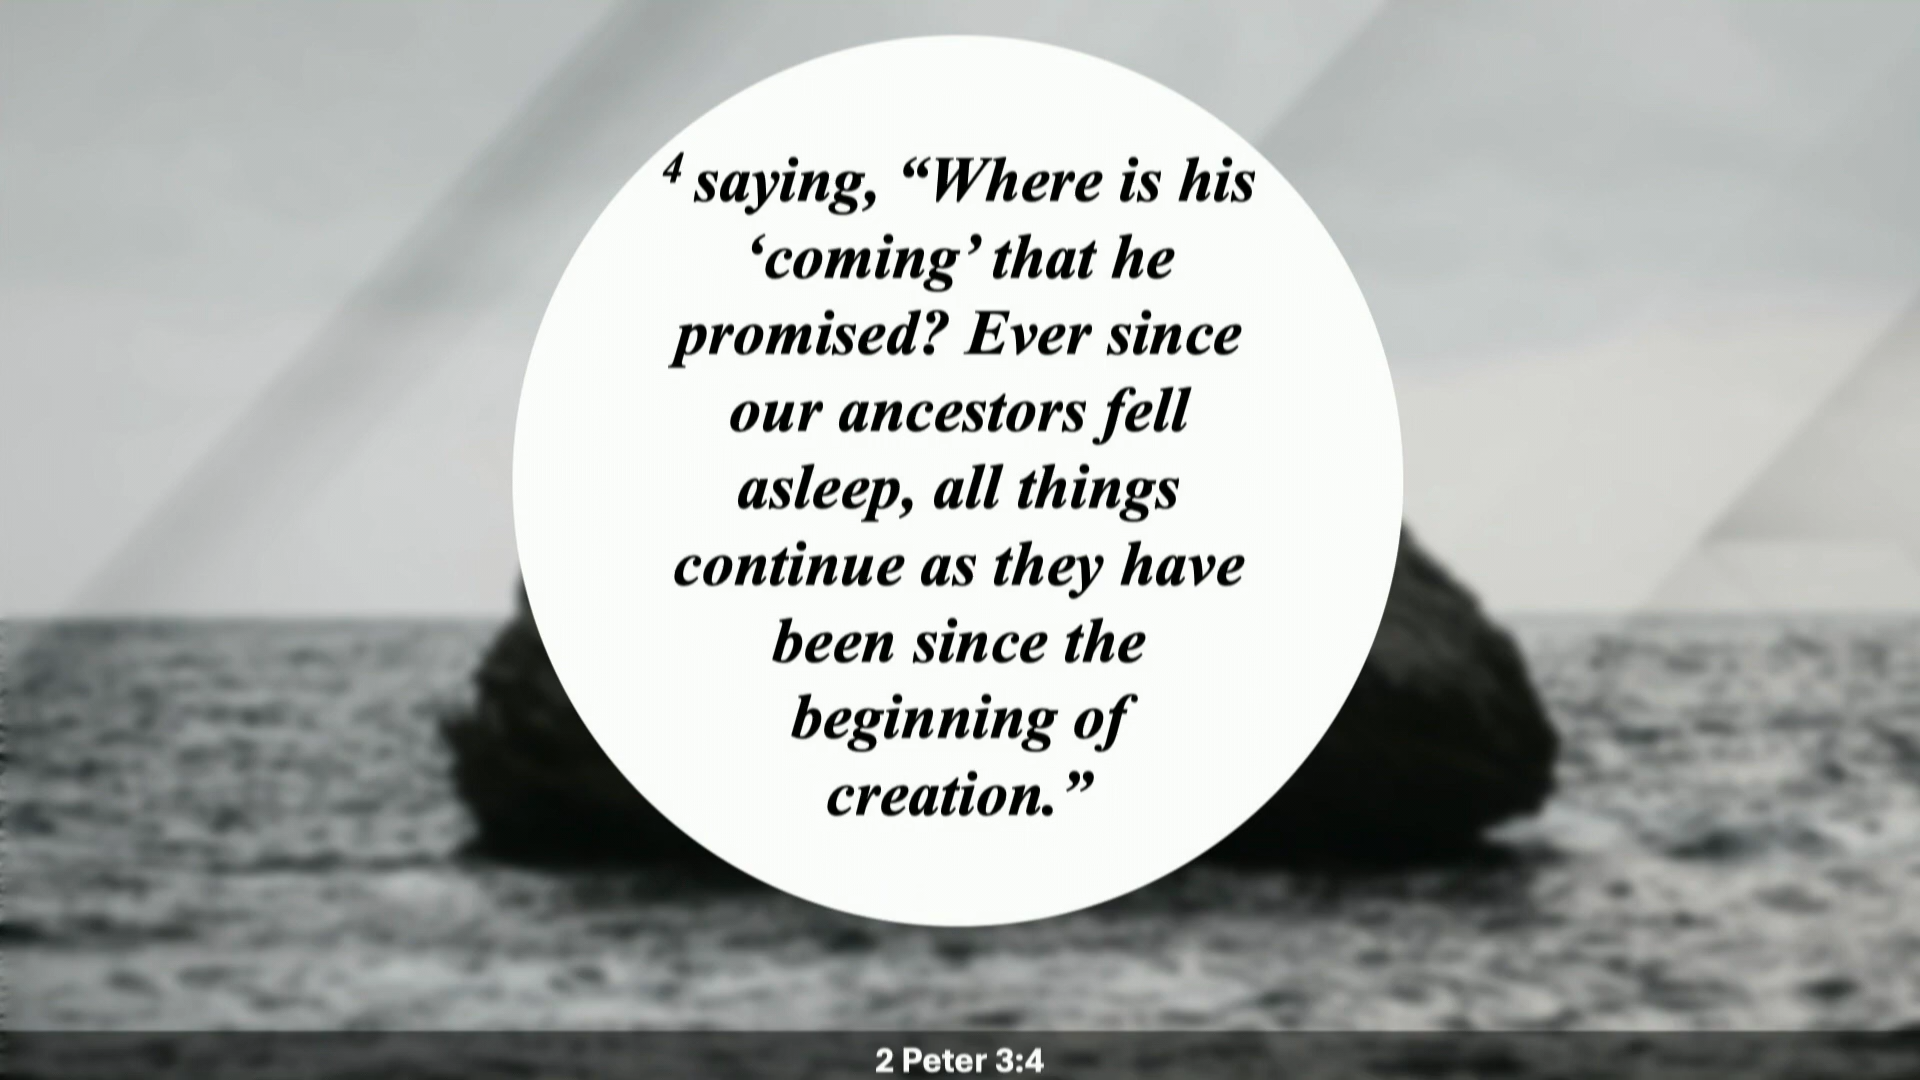 4 saying, “Where is his
‘coming’ that he
promised? Ever since
our ancestors fell
asleep, all things
continue as they have
been since the
beginning of
creation.”
2 Peter 3:4